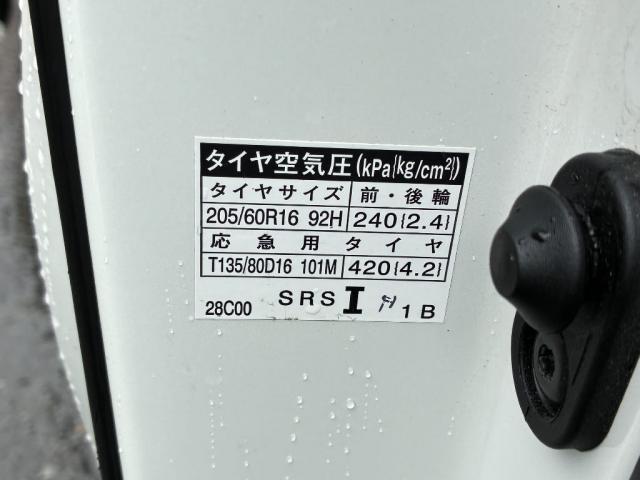 タイヤ空気圧(kPa{kg/cm²})
タイヤサイズ 前・後輪
205/60R16 92H 240{2.4}
応急用タイヤ
T135/80D16 101M 420{4.2}
28C00 SRS I 1B